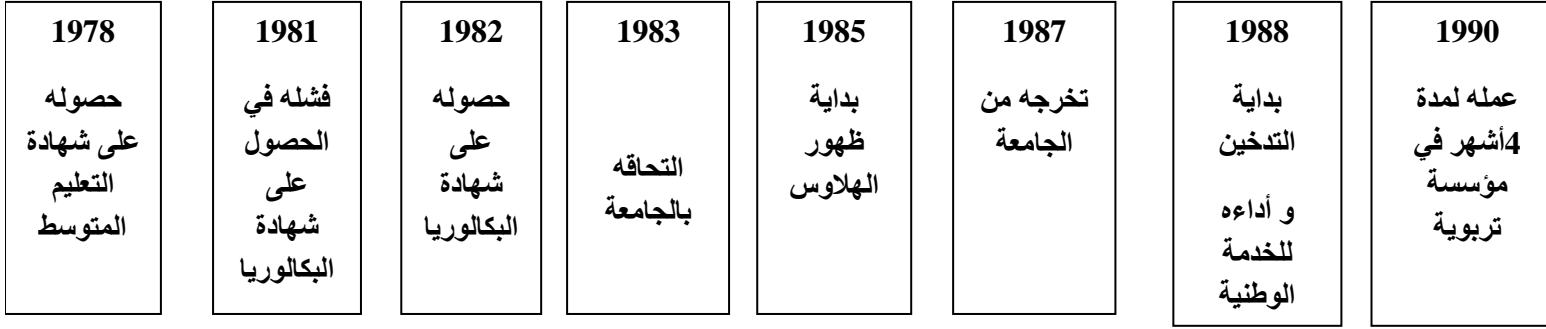 1978
حصوله
على شهادة
التعليم
المتوسط
1981
فشله في
الحصول
على
شهادة
البكالوريا
1982
حصوله
على
شهادة
البكالوريا
1983
التحاقه
بالجامعة
1985
بداية
ظهور
الهلاوس
1987
تخرجه من
الجامعة
1988
بداية
التدخين
و أداءه
للخدمة
الوطنية
1990
عمله لمدة
4أشهر في
مؤسسة
تربوية